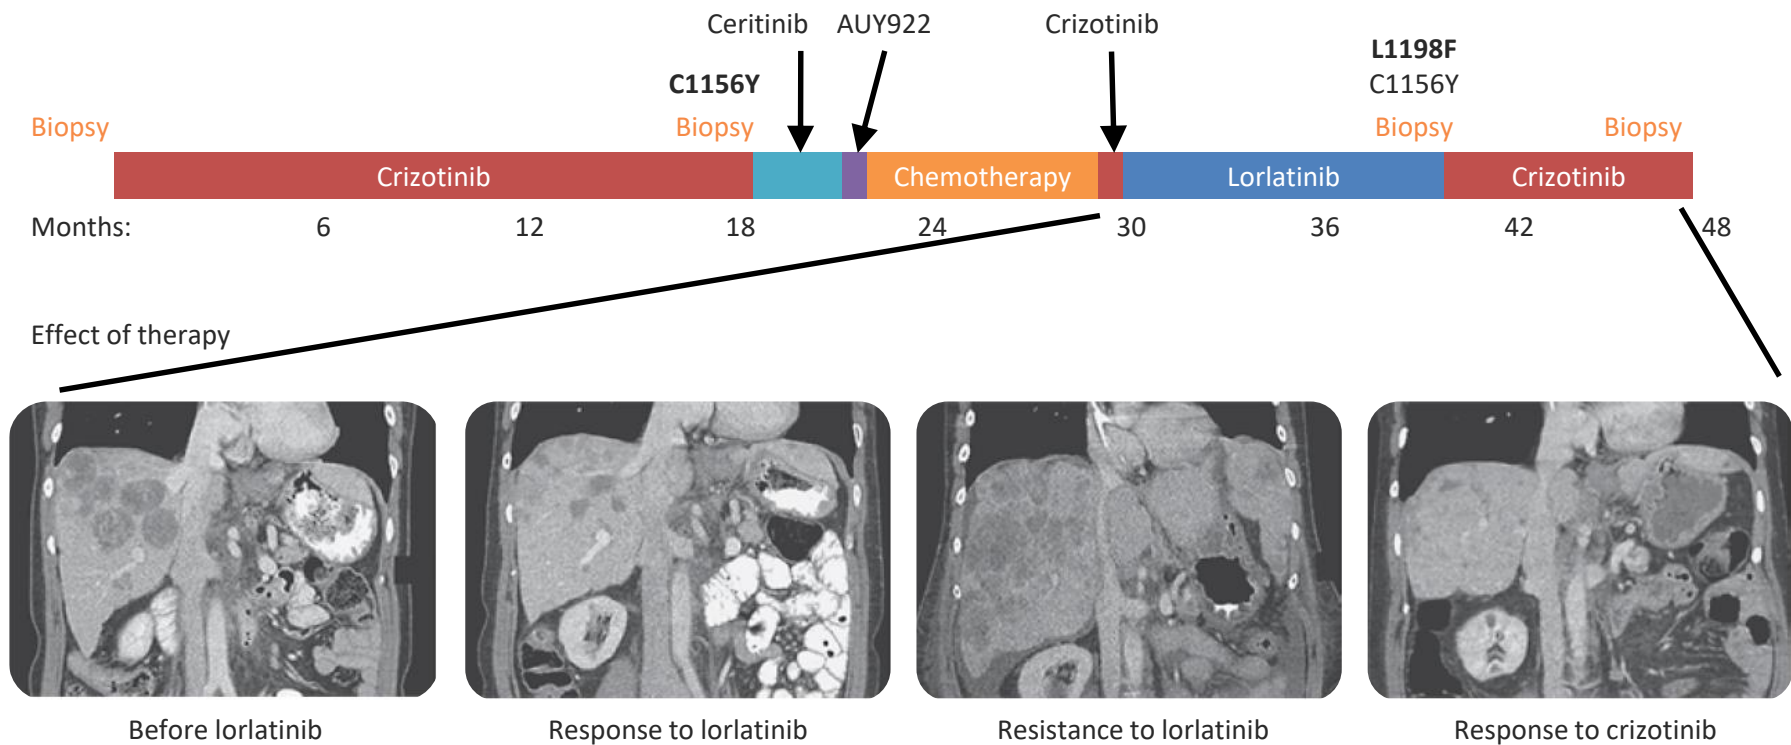 Ceritinib AUY922 Crizotinib
L1198F
C1156Y C1156Y
Biopsy Biopsy Biopsy Biopsy
Crizotinib Chemotherapy Lorlatinib Crizotinib
Months: 6 12 18 24 30 36 42 48
Effect of therapy
Before lorlatinib Response to lorlatinib Resistance to lorlatinib Response to crizotinib